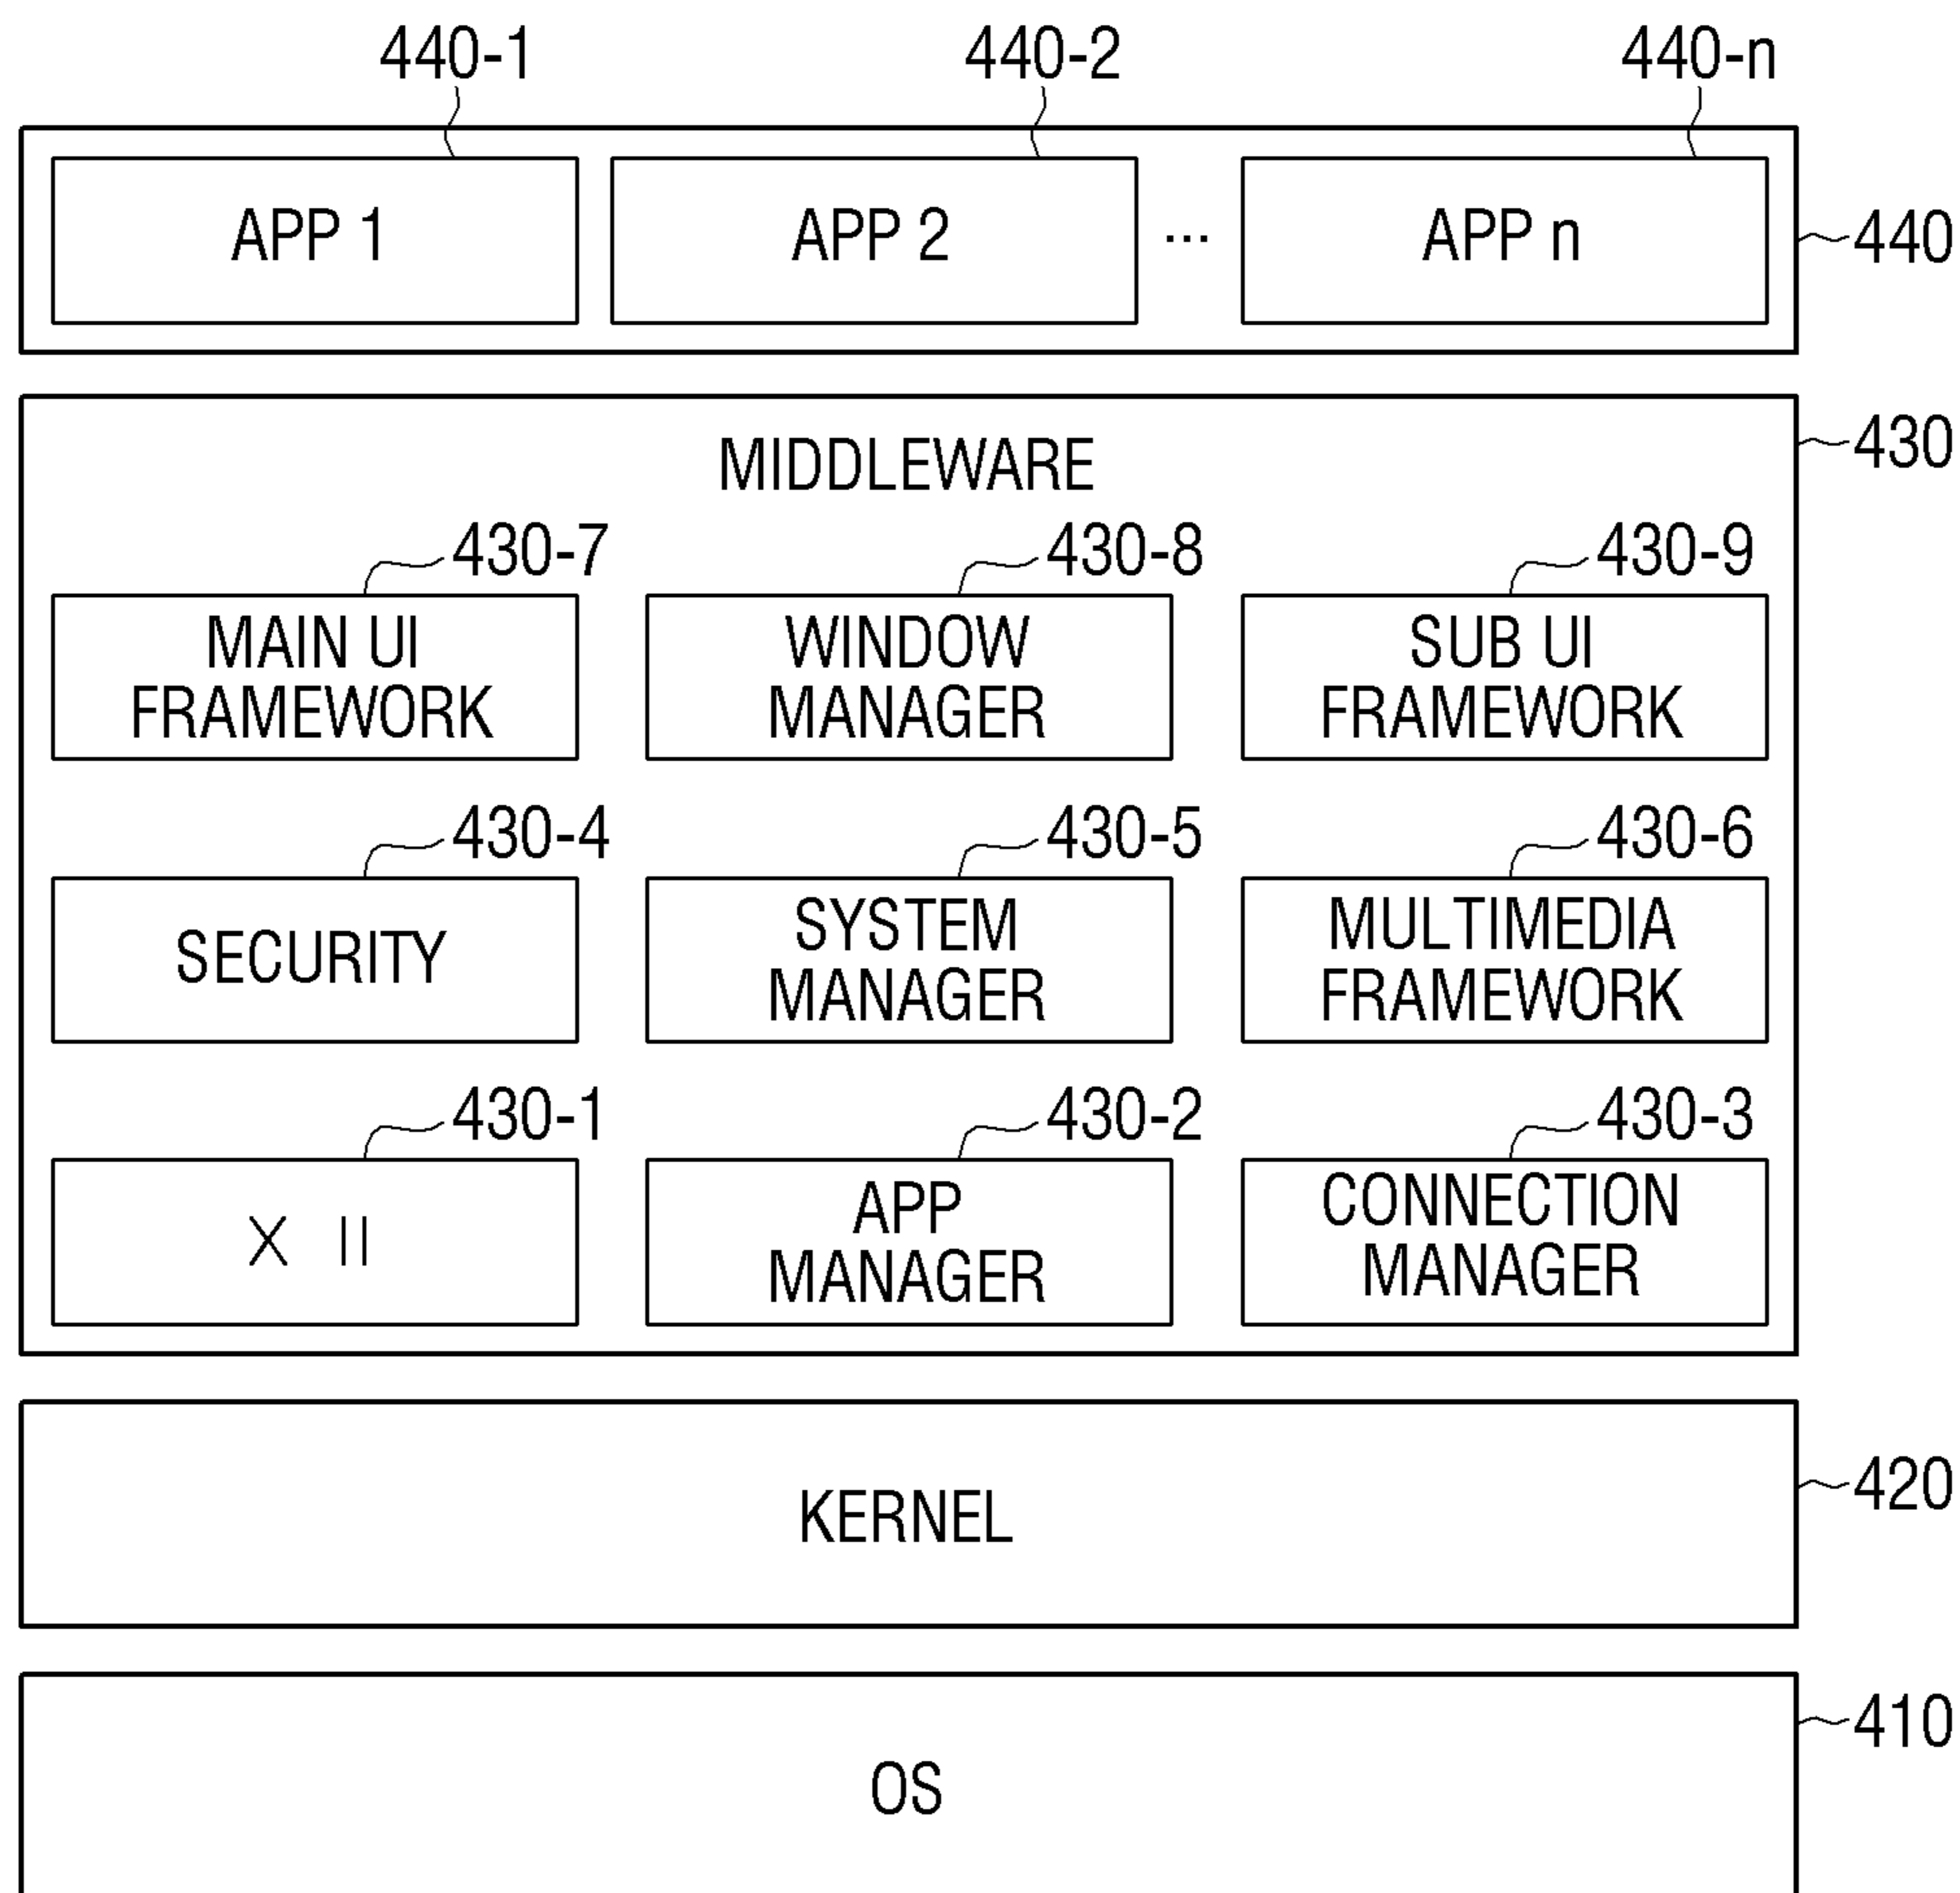 440-1 440-2 440-n
APP 1 APP 2 ... APP n 440
430
MIDDLEWARE
430-7 430-8 430-9
MAIN UI WINDOW SUB UI
FRAMEWORK MANAGER FRAMEWORK
430-4 430-5 430-6
SECURITY
SYSTEM MULTIMEDIA
MANAGER FRAMEWORK
430-1 430-2 430-3
X II
APP CONNECTION
MANAGER MANAGER
KERNEL 420
410
OS